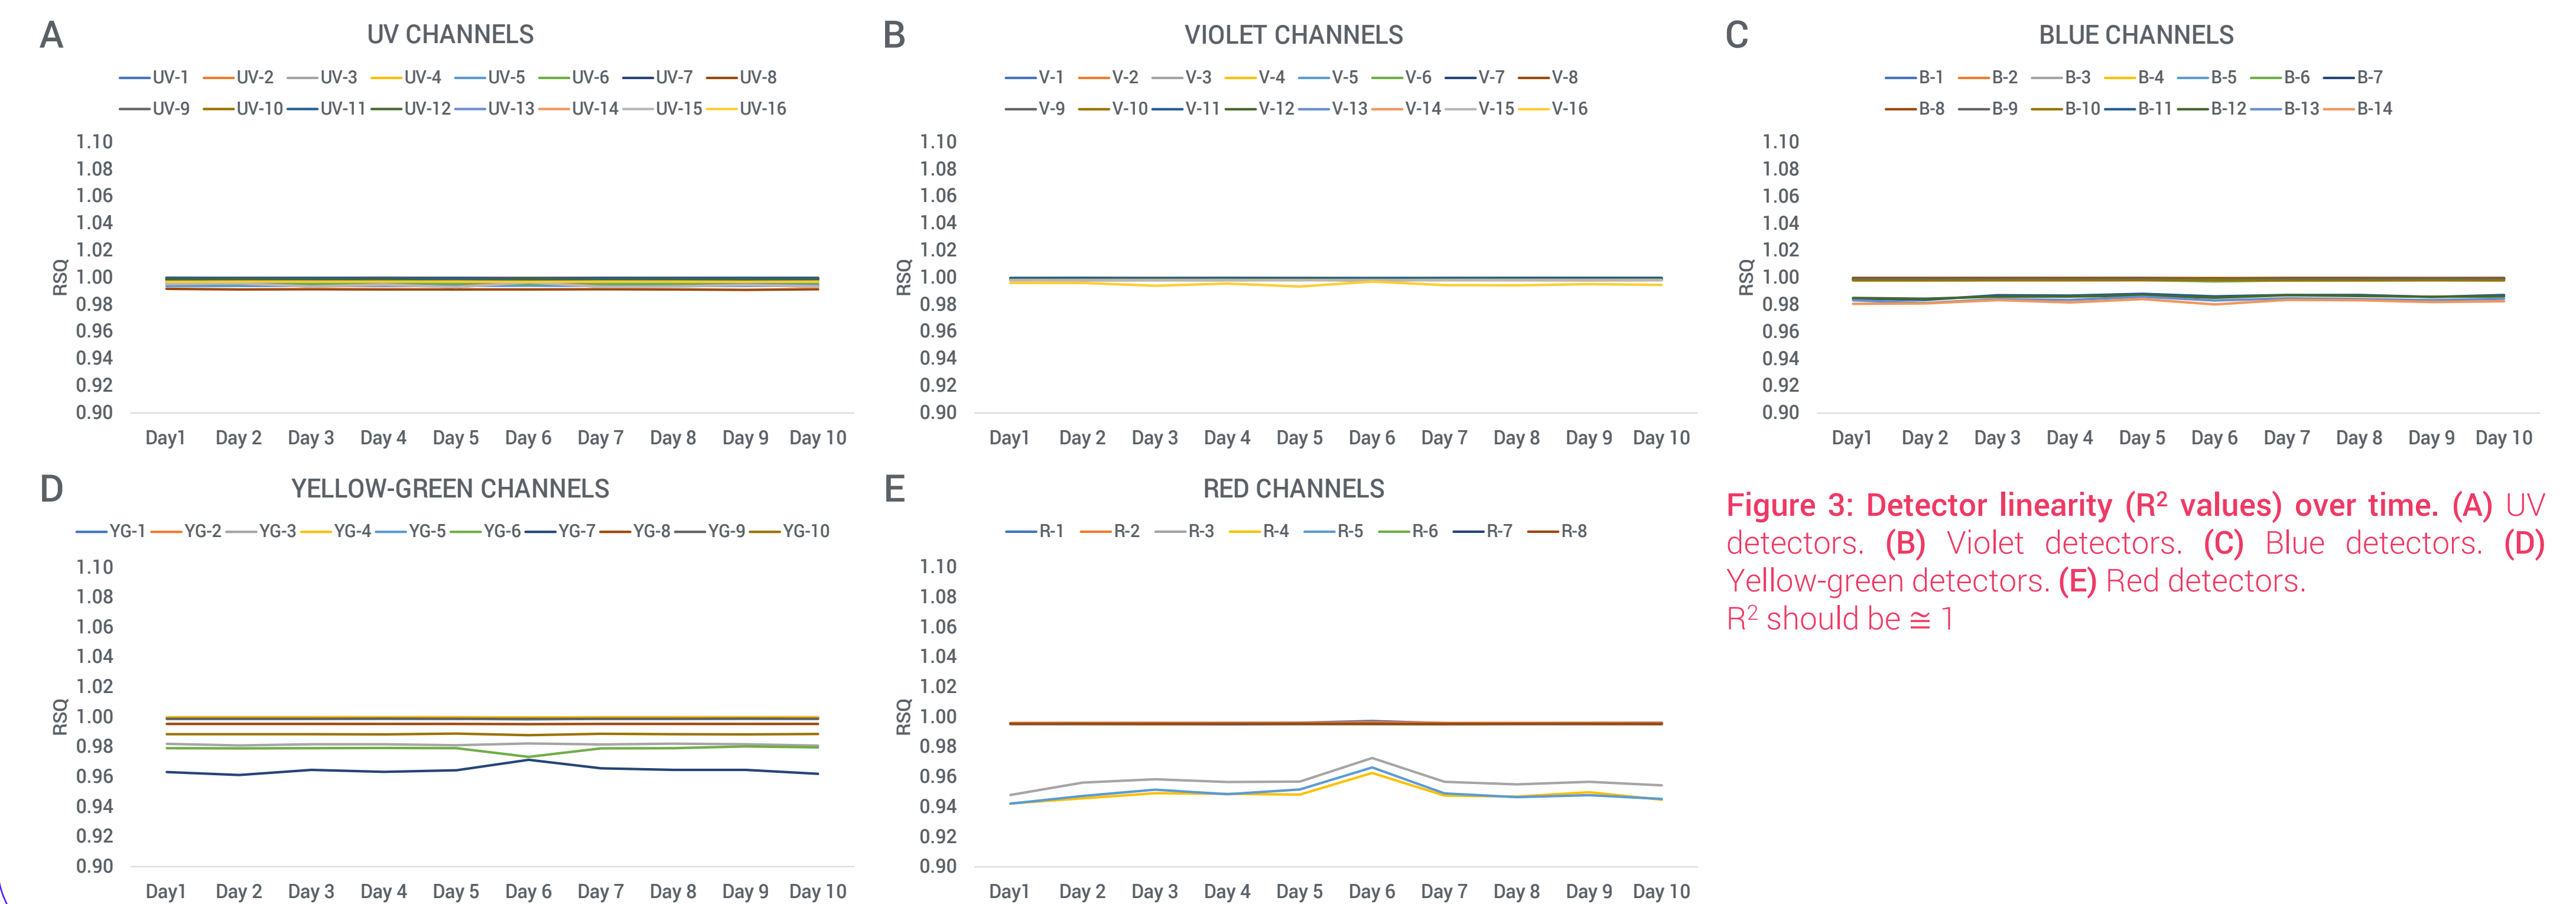 A
UV CHANNELS
UV-1 UV-2 UV-3 UV-4 UV-5 UV-6 UV-7 UV-8
UV-9 UV-10 UV-11 UV-12 UV-13 UV-14 UV-15 UV-16
RSQ
1.10
1.08
1.06
1.04
1.02
1.00
0.98
0.96
0.94
0.92
0.90
Day1 Day 2 Day 3 Day 4 Day 5 Day 6 Day 7 Day 8 Day 9 Day 10
B
VIOLET CHANNELS
V-1 V-2 V-3 V-4 V-5 V-6 V-7 V-8
V-9 V-10 V-11 V-12 V-13 V-14 V-15 V-16
RSQ
1.10
1.08
1.06
1.04
1.02
1.00
0.98
0.96
0.94
0.92
0.90
Day1 Day 2 Day 3 Day 4 Day 5 Day 6 Day 7 Day 8 Day 9 Day 10
C
BLUE CHANNELS
B-1 B-2 B-3 B-4 B-5 B-6 B-7
B-8 B-9 B-10 B-11 B-12 B-13 B-14
RSQ
1.10
1.08
1.06
1.04
1.02
1.00
0.98
0.96
0.94
0.92
0.90
Day1 Day 2 Day 3 Day 4 Day 5 Day 6 Day 7 Day 8 Day 9 Day 10
D
YELLOW-GREEN CHANNELS
YG-1 YG-2 YG-3 YG-4 YG-5 YG-6 YG-7 YG-8 YG-9 YG-10
RSQ
1.10
1.08
1.06
1.04
1.02
1.00
0.98
0.96
0.94
0.92
0.90
Day1 Day 2 Day 3 Day 4 Day 5 Day 6 Day 7 Day 8 Day 9 Day 10
E
RED CHANNELS
R-1 R-2 R-3 R-4 R-5 R-6 R-7 R-8
RSQ
1.10
1.08
1.06
1.04
1.02
1.00
0.98
0.96
0.94
0.92
0.90
Day1 Day 2 Day 3 Day 4 Day 5 Day 6 Day 7 Day 8 Day 9 Day 10
Figure 3: Detector linearity (R² values) over time. (A) UV
detectors. (B) Violet detectors. (C) Blue detectors. (D)
Yellow-green detectors. (E) Red detectors.
R² should be ≅ 1